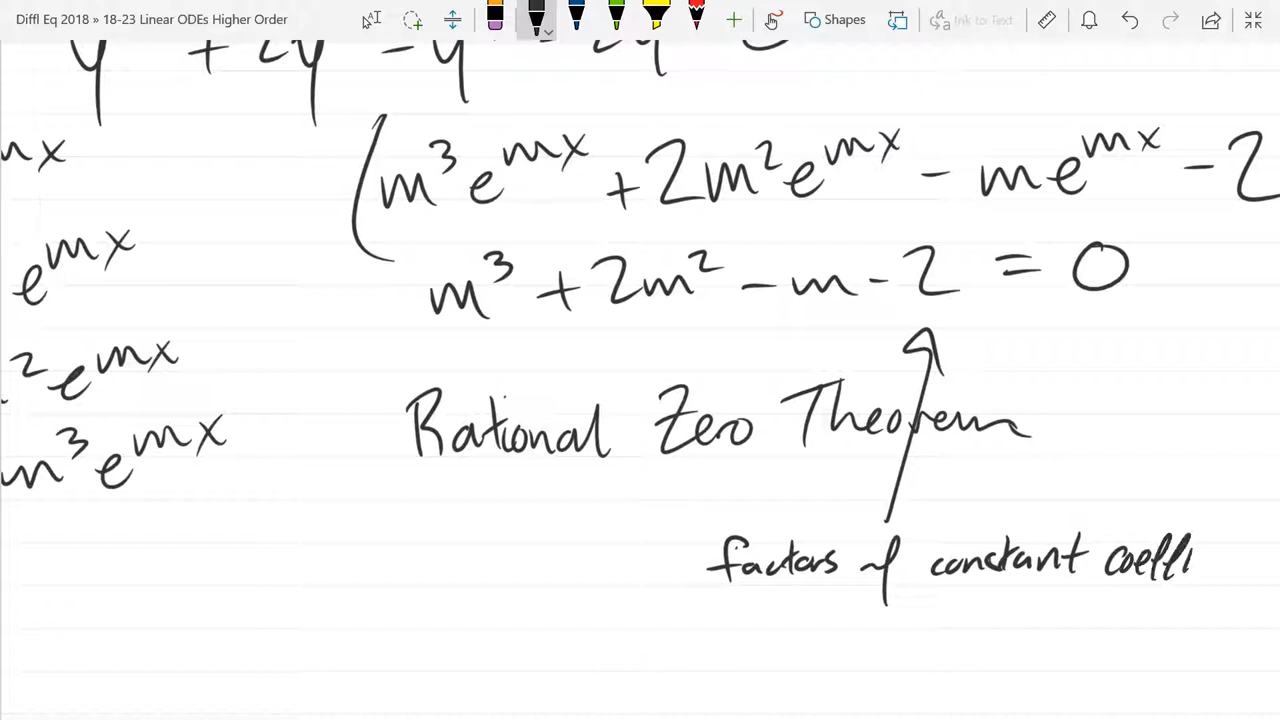 Diffl Eq 2018 » 18-23 Linear ODEs Higher Order Shapes Ink to Text
(m³e^mx + 2m²e^mx − me^mx − 2
mx
m³ + 2m² − m − 2 = 0
e^mx
²e^mx
Rational Zero Theorem
m³e^mx
factors of constant coeffi